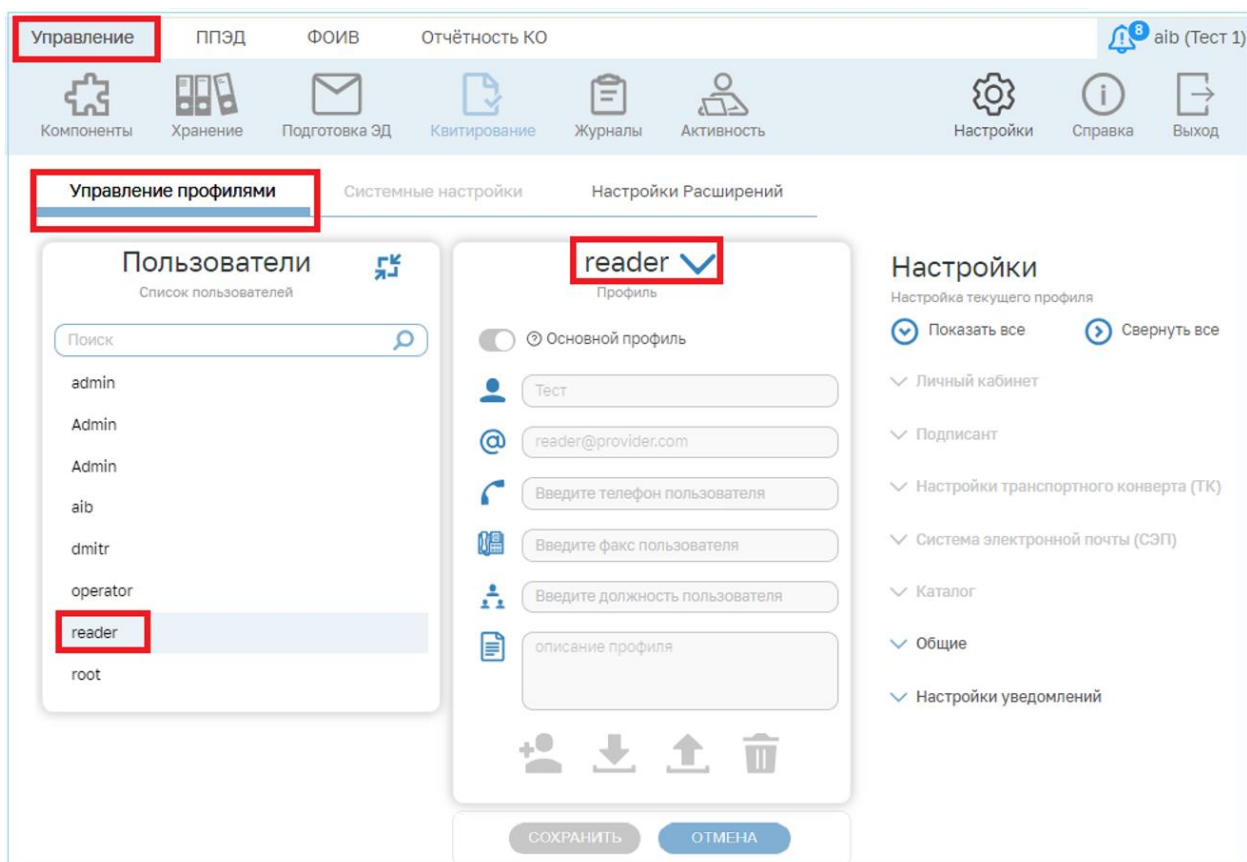 Управление ППЭД ФОИВ Отчётность КО 8 aib (Тест 1)
Компоненты Хранение Подготовка ЭД Квитирование Журналы Активность Настройки Справка Выход
Управление профилями Системные настройки Настройки Расширений
Пользователи
Список пользователей
Поиск
admin
Admin
Admin
aib
dmitr
operator
reader
root
reader
Профиль
Основной профиль
Тест
reader@provider.com
Введите телефон пользователя
Введите факс пользователя
Введите должность пользователя
описание профиля
СОХРАНИТЬ ОТМЕНА
Настройки
Настройка текущего профиля
Показать все Свернуть все
Личный кабинет
Подписант
Настройки транспортного конверта (ТК)
Система электронной почты (СЭП)
Каталог
Общие
Настройки уведомлений